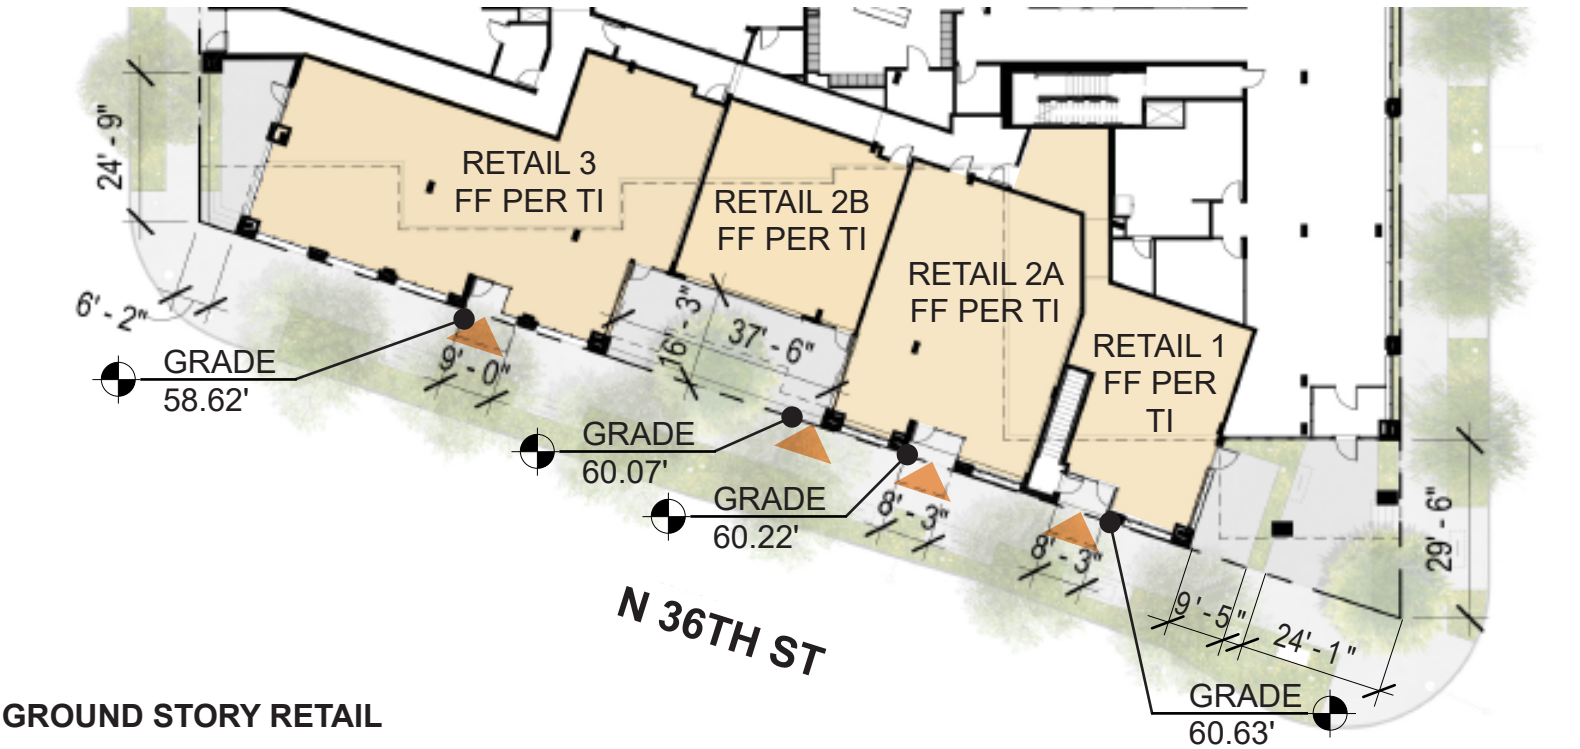 24' - 9"
RETAIL 3
FF PER TI
RETAIL 2B
FF PER TI
RETAIL 2A
FF PER TI
RETAIL 1
FF PER
TI
6' - 2"
16' - 3"
37' - 6"
GRADE
58.62'
9' - 0"
GRADE
60.07'
GRADE
60.22'
8' - 3"
8' - 3"
29' - 6"
9' - 5"
24' - 1"
N 36TH ST
GRADE
60.63'
GROUND STORY RETAIL